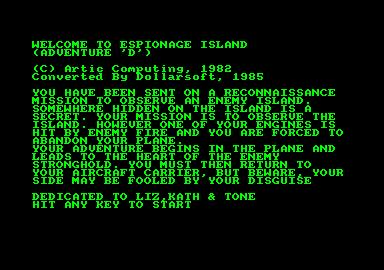 WELCOME TO ESPIONAGE ISLAND
(ADVENTURE 'D')
(C) Artic Computing, 1982
Converted By Dollarsoft, 1985
YOU HAVE BEEN SENT ON A RECONNAISSANCE
MISSION TO OBSERVE AN ENEMY ISLAND.
SOMEWHERE HIDDEN ON THE ISLAND IS A
SECRET. YOUR MISSION IS TO OBSERVE THE
ISLAND. HOWEVER ONE OF YOUR ENGINES IS
HIT BY ENEMY FIRE AND YOU ARE FORCED TO
ABANDON YOUR PLANE.
YOUR ADVENTURE BEGINS IN THE PLANE AND
LEADS TO THE HEART OF THE ENEMY
STRONGHOLD. YOU MUST THEN RETURN TO
YOUR AIRCRAFT CARRIER, BUT BEWARE, YOUR
SIDE MAY BE FOOLED BY YOUR DISGUISE
DEDICATED TO LIZ,KATH & TONE
HIT ANY KEY TO START